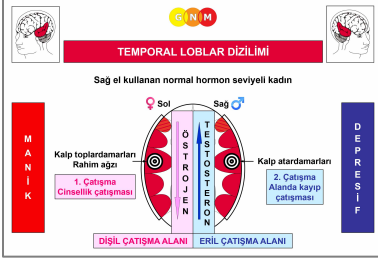 GNM
TEMPORAL LOBLAR DİZİLİMİ
Sağ el kullanan normal hormon seviyeli kadın
Sol
Sağ
MANİK
ÖSTROJEN
TESTOSTERON
DEPRESİF
Kalp toplardamarları
Rahim ağzı
1. Çatışma
Cinsellik çatışması
Kalp atardamarları
2. Çatışma
Alanda kayıp
çatışması
DİŞİL ÇATIŞMA ALANI
ERİL ÇATIŞMA ALANI